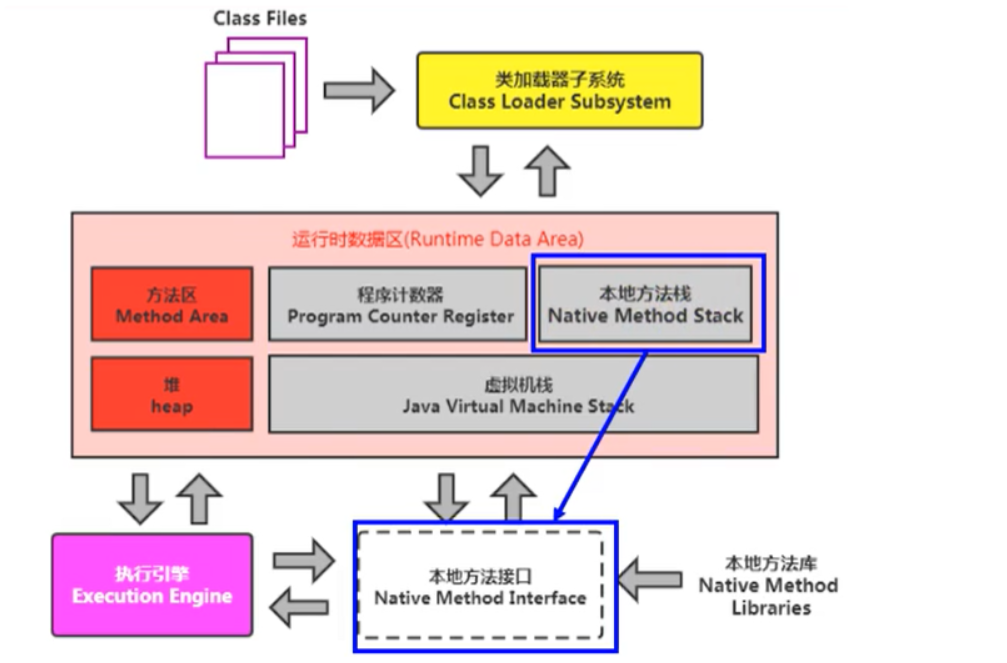 Class Files
类加载器子系统
Class Loader Subsystem
运行时数据区(Runtime Data Area)
方法区
Method Area
程序计数器
Program Counter Register
本地方法栈
Native Method Stack
堆
heap
虚拟机栈
Java Virtual Machine Stack
执行引擎
Execution Engine
本地方法接口
Native Method Interface
本地方法库
Native Method
Libraries